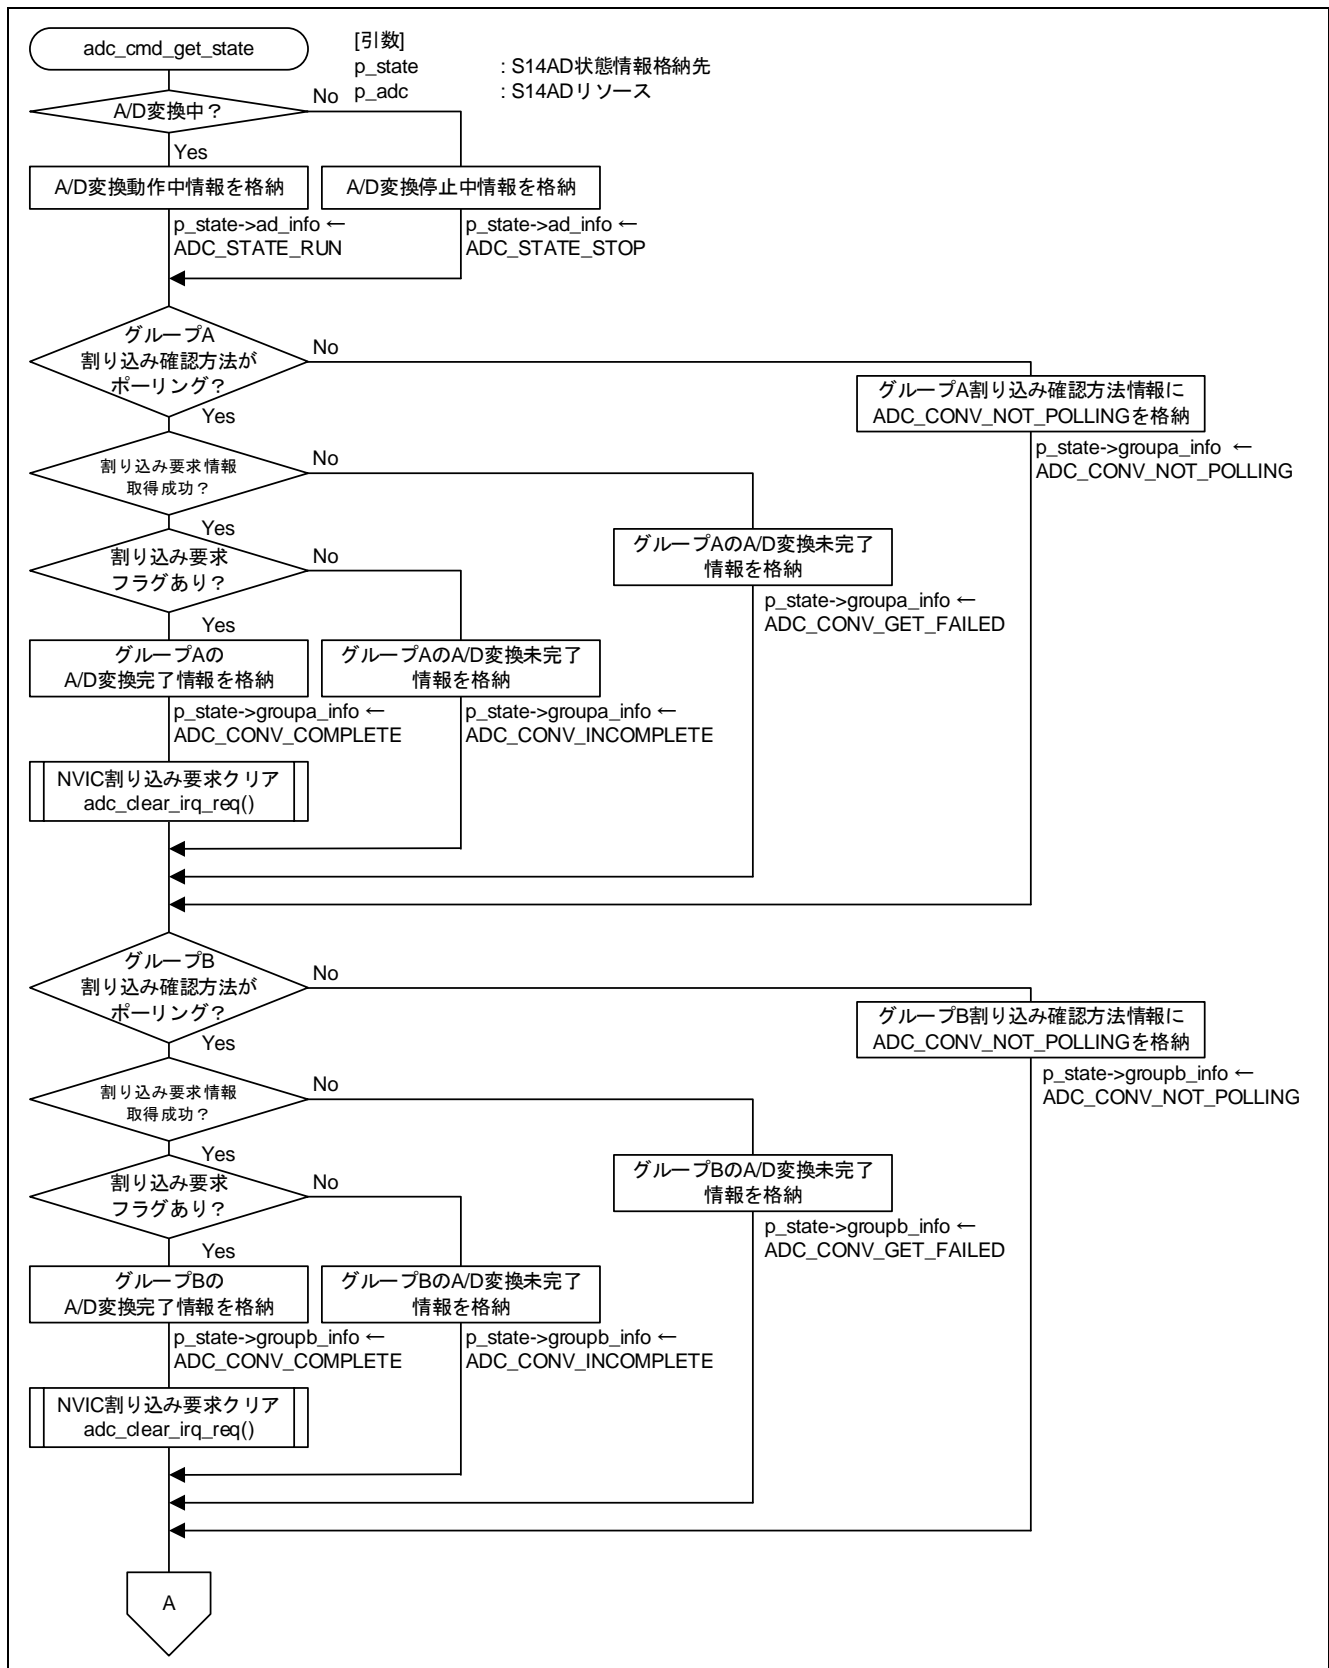 adc_cmd_get_state
[引数]
p_state : S14AD状態情報格納先
p_adc : S14ADリソース
A/D変換中？
No
Yes
A/D変換動作中情報を格納
A/D変換停止中情報を格納
p_state->ad_info ←
ADC_STATE_RUN
p_state->ad_info ←
ADC_STATE_STOP
グループA
割り込み確認方法が
ポーリング？
No
Yes
グループA割り込み確認方法情報に
ADC_CONV_NOT_POLLINGを格納
p_state->groupa_info ←
ADC_CONV_NOT_POLLING
割り込み要求情報
取得成功？
No
Yes
グループAのA/D変換未完了
情報を格納
p_state->groupa_info ←
ADC_CONV_GET_FAILED
割り込み要求
フラグあり？
No
Yes
グループAの
A/D変換完了情報を格納
グループAのA/D変換未完了
情報を格納
p_state->groupa_info ←
ADC_CONV_COMPLETE
p_state->groupa_info ←
ADC_CONV_INCOMPLETE
NVIC割り込み要求クリア
adc_clear_irq_req()
グループB
割り込み確認方法が
ポーリング？
No
Yes
グループB割り込み確認方法情報に
ADC_CONV_NOT_POLLINGを格納
p_state->groupb_info ←
ADC_CONV_NOT_POLLING
割り込み要求情報
取得成功？
No
Yes
グループBのA/D変換未完了
情報を格納
p_state->groupb_info ←
ADC_CONV_GET_FAILED
割り込み要求
フラグあり？
No
Yes
グループBの
A/D変換完了情報を格納
グループBのA/D変換未完了
情報を格納
p_state->groupb_info ←
ADC_CONV_COMPLETE
p_state->groupb_info ←
ADC_CONV_INCOMPLETE
NVIC割り込み要求クリア
adc_clear_irq_req()
A